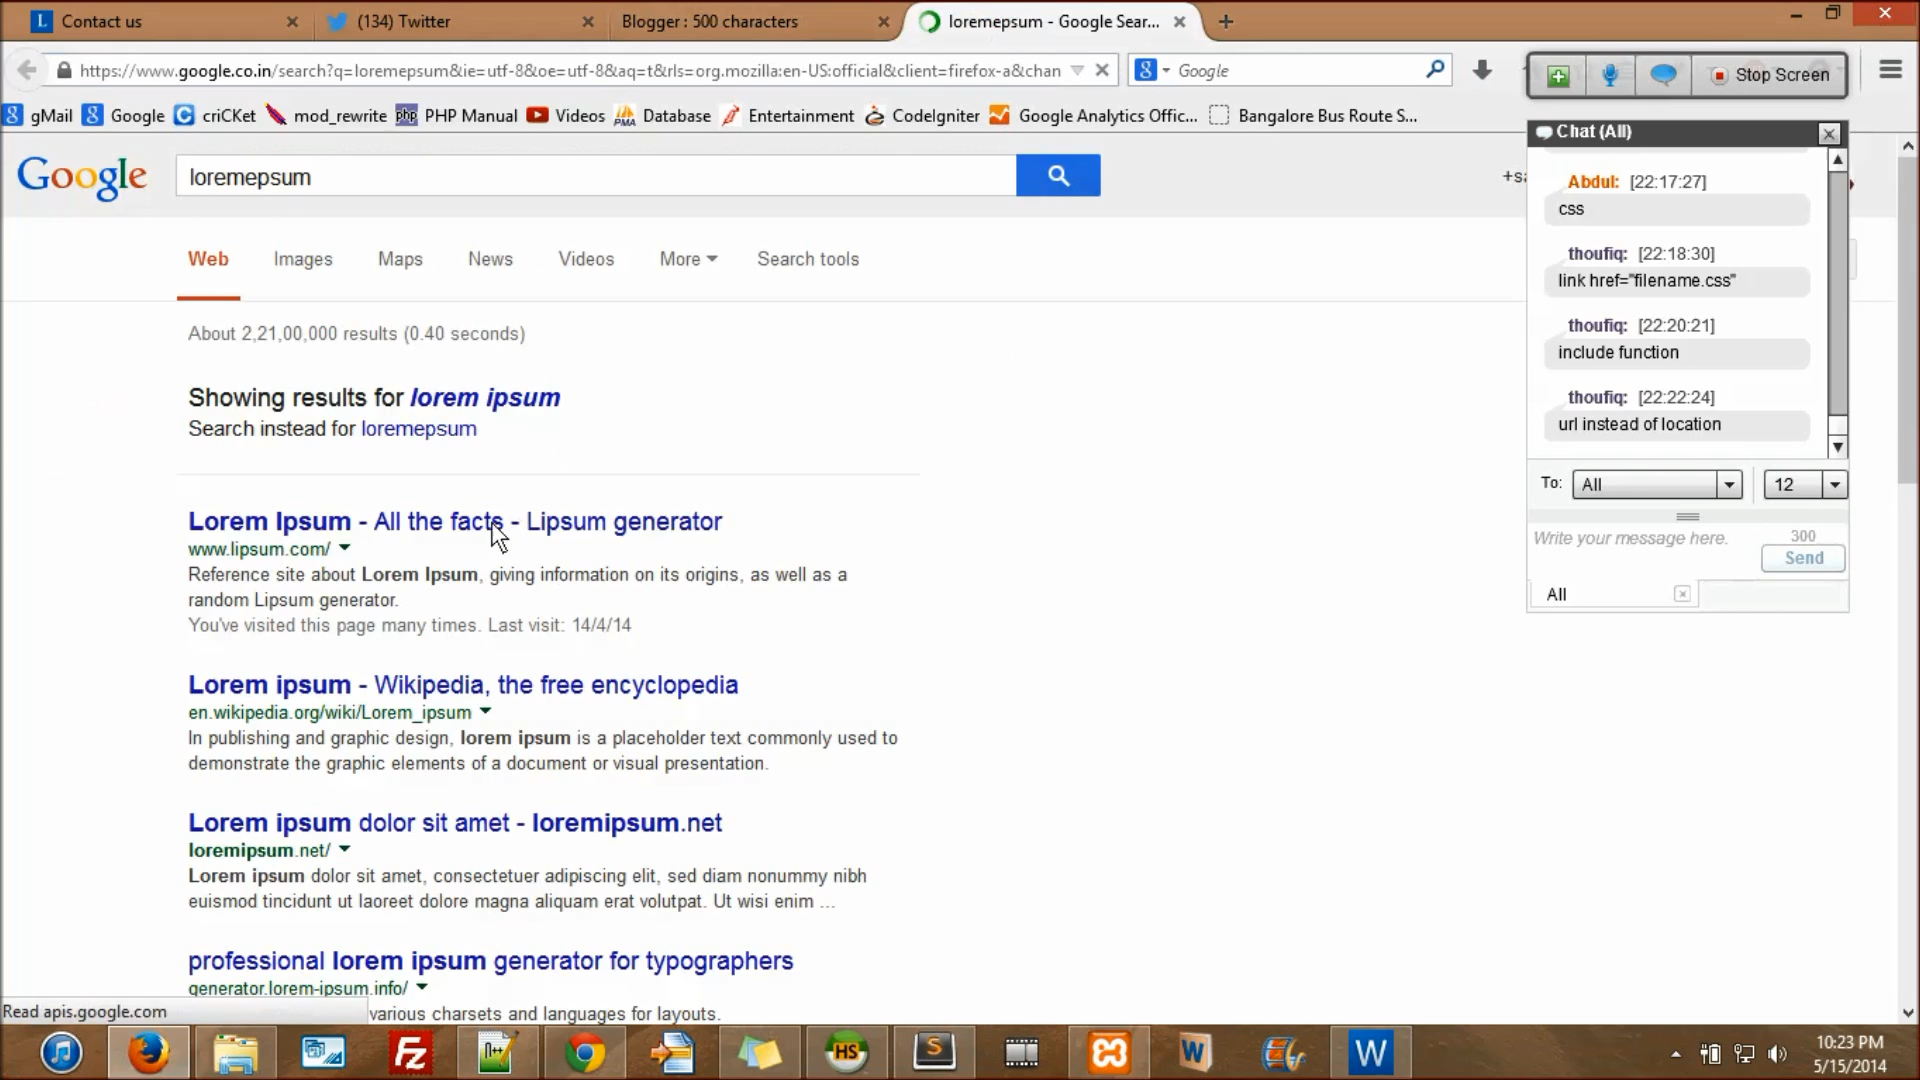 Contact us
(134) Twitter
Blogger : 500 characters
loremepsum - Google Sear...
https://www.google.co.in/search?q=loremepsum&ie=utf-8&oe=utf-8&aq=t&rls=org.mozilla:en-US:official&client=firefox-a&chan
Google
Stop Screen
gMail
Google
criCKet
mod_rewrite
PHP Manual
Videos
Database
Entertainment
CodeIgniter
Google Analytics Offic...
Bangalore Bus Route S...
Chat (All)
Google
loremepsum
+sa
Abdul: [22:17:27]
css
thoufiq: [22:18:30]
link href="filename.css"
thoufiq: [22:20:21]
include function
thoufiq: [22:22:24]
url instead of location
To: All 12
Write your message here.
300
Send
All
Web Images Maps News Videos More Search tools
About 2,21,00,000 results (0.40 seconds)
Showing results for lorem ipsum
Search instead for loremepsum
Lorem Ipsum - All the facts - Lipsum generator
www.lipsum.com/
Reference site about Lorem Ipsum, giving information on its origins, as well as a
random Lipsum generator.
You've visited this page many times. Last visit: 14/4/14
Lorem ipsum - Wikipedia, the free encyclopedia
en.wikipedia.org/wiki/Lorem_ipsum
In publishing and graphic design, lorem ipsum is a placeholder text commonly used to
demonstrate the graphic elements of a document or visual presentation.
Lorem ipsum dolor sit amet - loremipsum.net
loremipsum.net/
Lorem ipsum dolor sit amet, consectetuer adipiscing elit, sed diam nonummy nibh
euismod tincidunt ut laoreet dolore magna aliquam erat volutpat. Ut wisi enim ...
professional lorem ipsum generator for typographers
generator.lorem-ipsum.info/
various charsets and languages for layouts.
Read apis.google.com
10:23 PM
5/15/2014